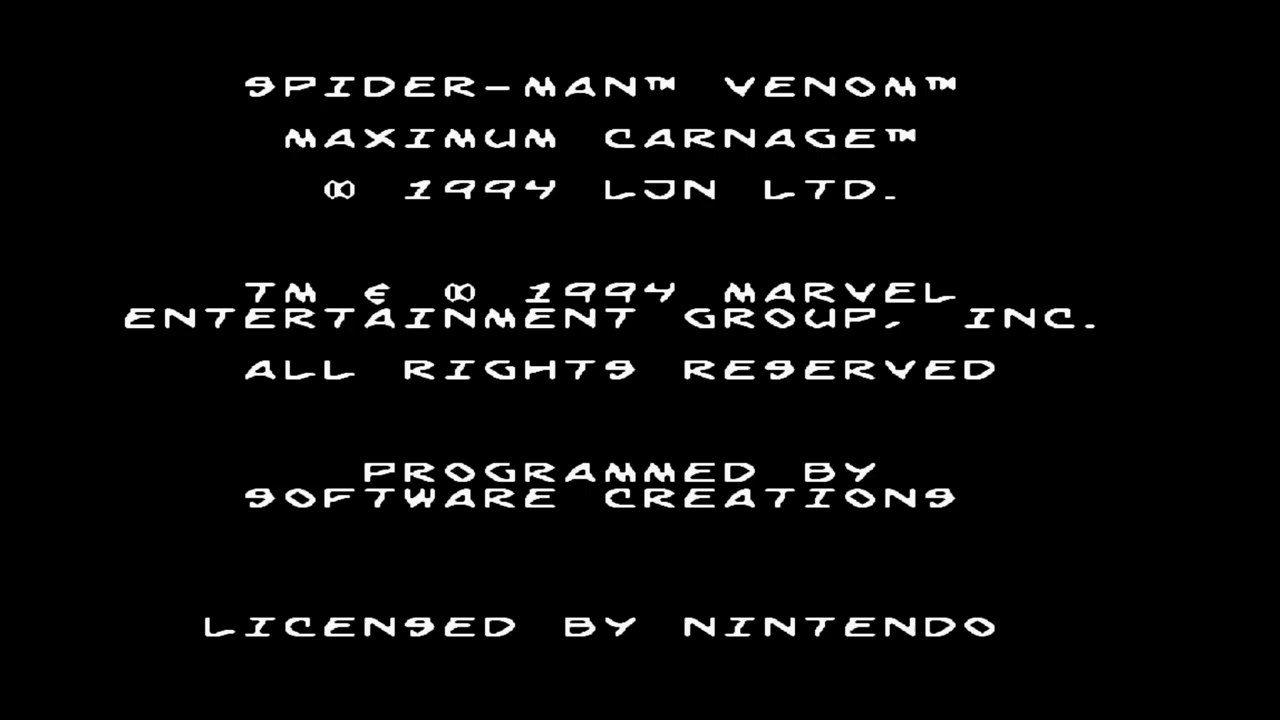 SPIDER-MAN™ VENOM™
MAXIMUM CARNAGE™
© 1994 LJN LTD.
TM & © 1994 MARVEL
ENTERTAINMENT GROUP, INC.
ALL RIGHTS RESERVED
PROGRAMMED BY
SOFTWARE CREATIONS
LICENSED BY NINTENDO